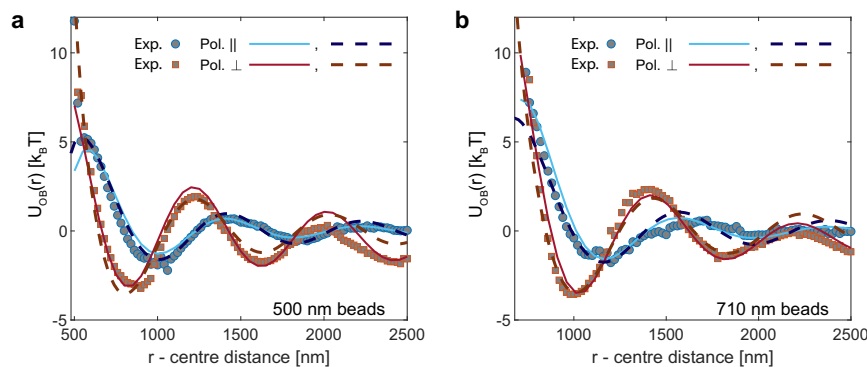 a
Exp. Pol. || ,
Exp. Pol. ⊥ ,
10
5
0
-5
U_OB(r) [k_BT]
500 1000 1500 2000 2500
500 nm beads
r - centre distance [nm]
b
Exp. Pol. || ,
Exp. Pol. ⊥ ,
10
5
0
-5
U_OB(r) [k_BT]
1000 1500 2000 2500
710 nm beads
r - centre distance [nm]